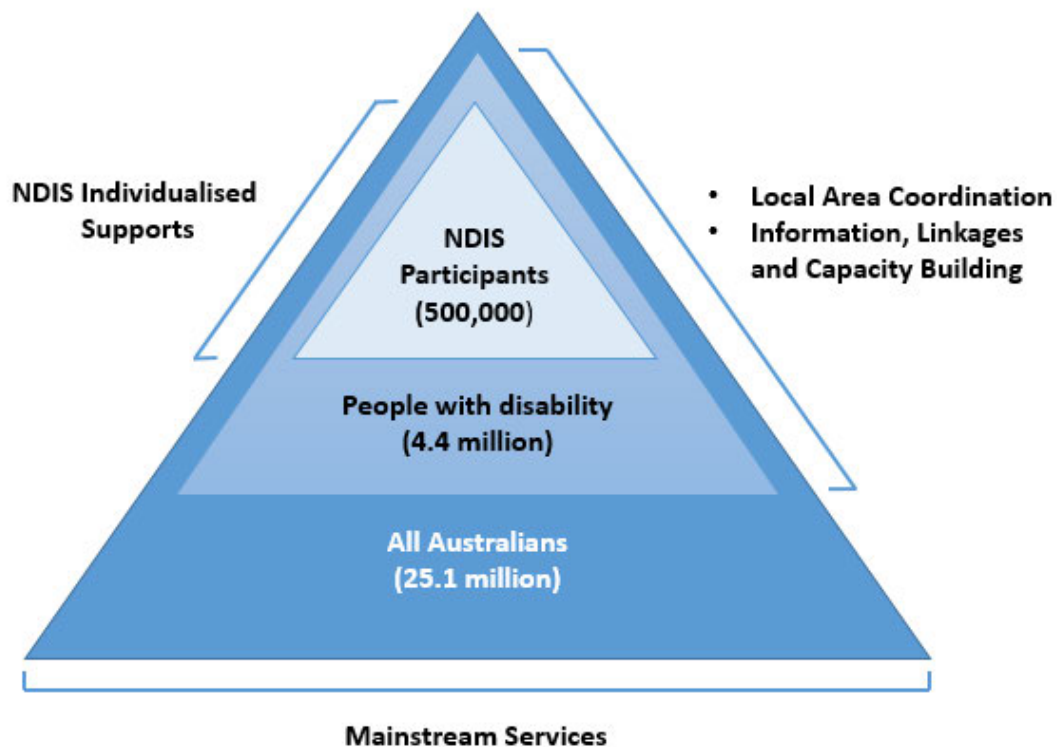 NDIS Individualised
Supports
NDIS
Participants
(500,000)
• Local Area Coordination
• Information, Linkages
and Capacity Building
People with disability
(4.4 million)
All Australians
(25.1 million)
Mainstream Services